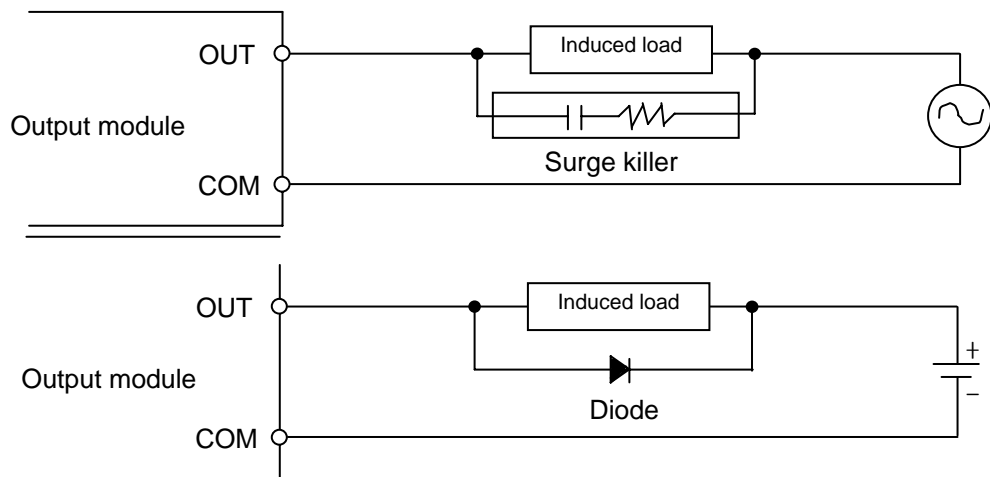 OUT
Induced load
Output module
Surge killer
COM
OUT
Induced load
+
Output module
−
Diode
COM